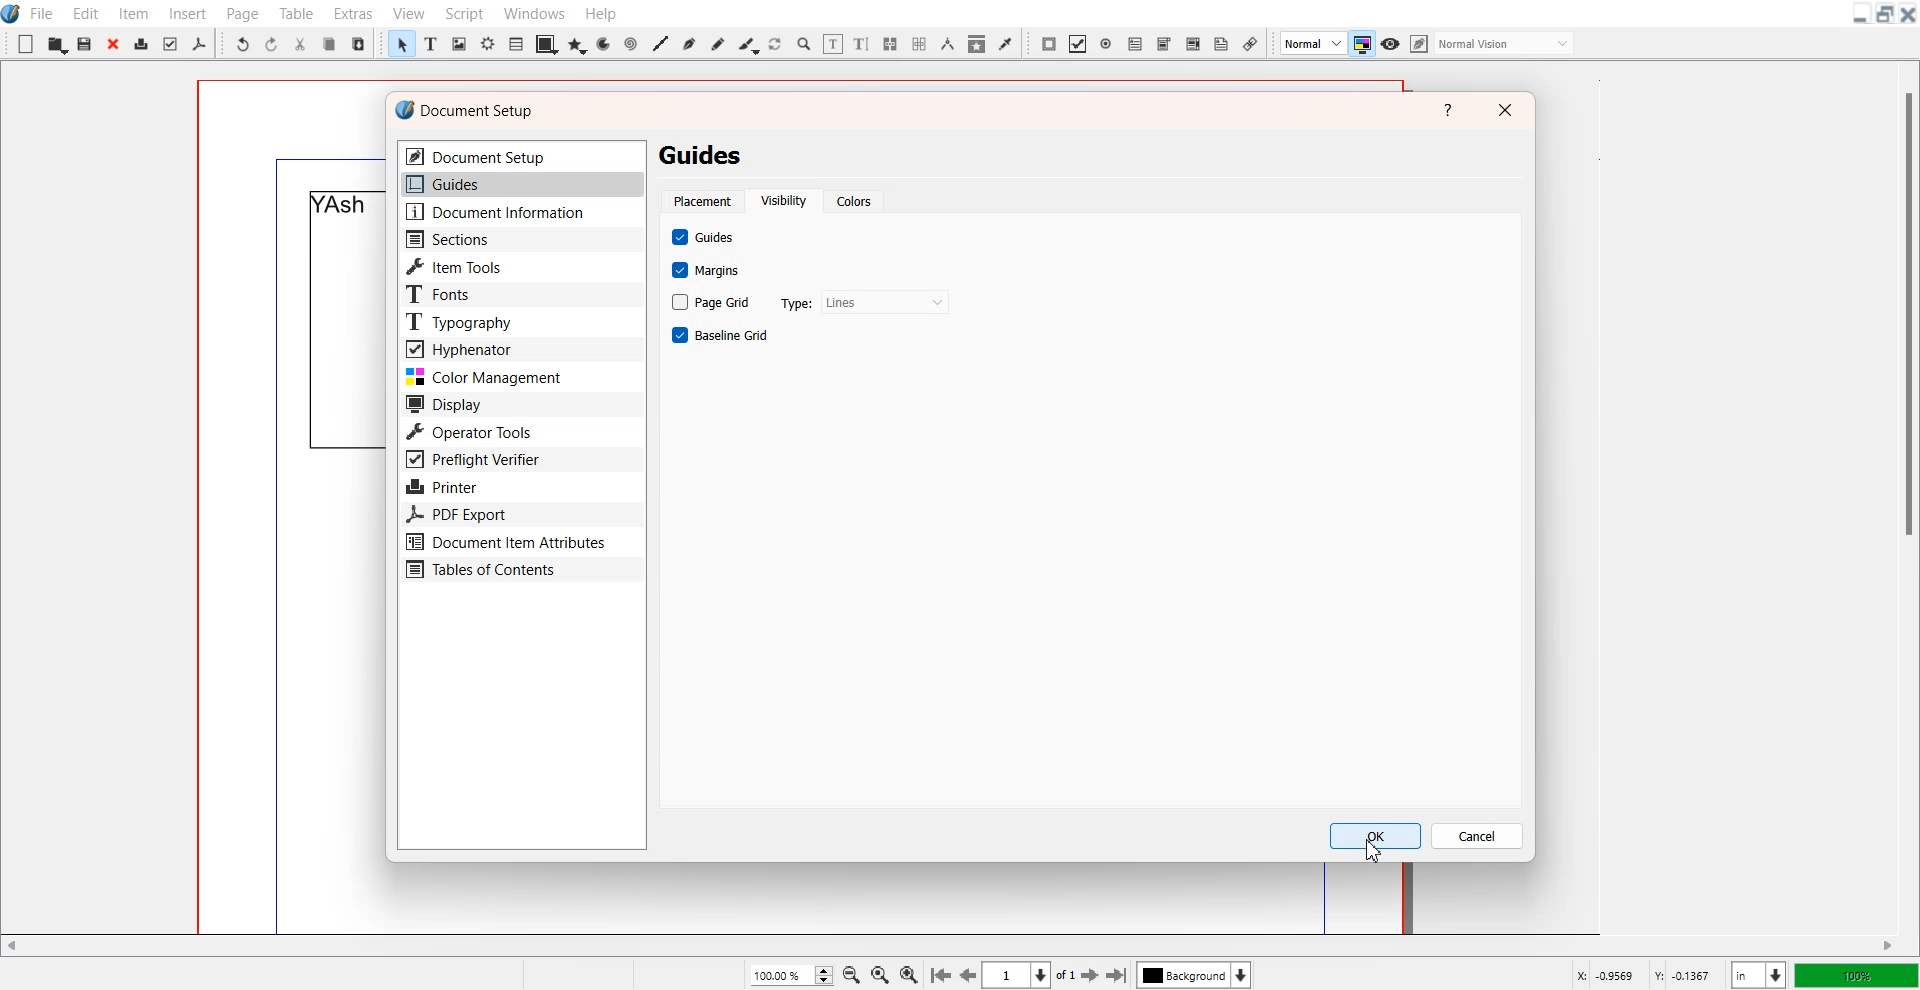 File Edit Item Insert Page Table Extras View Script Windows Help
Normal Normal Vision
YAsh
Document Setup ?
Document Setup
Guides
Document Information
Sections
Item Tools
Fonts
Typography
Hyphenator
Color Management
Display
Operator Tools
Preflight Verifier
Printer
PDF Export
Document Item Attributes
Tables of Contents
Guides
Placement Visibility Colors
Guides
Margins
Page Grid Type: Lines
Baseline Grid
OK Cancel
100.00 % 1 of 1 Background X: -0.9569 Y: -0.1367 in 100%